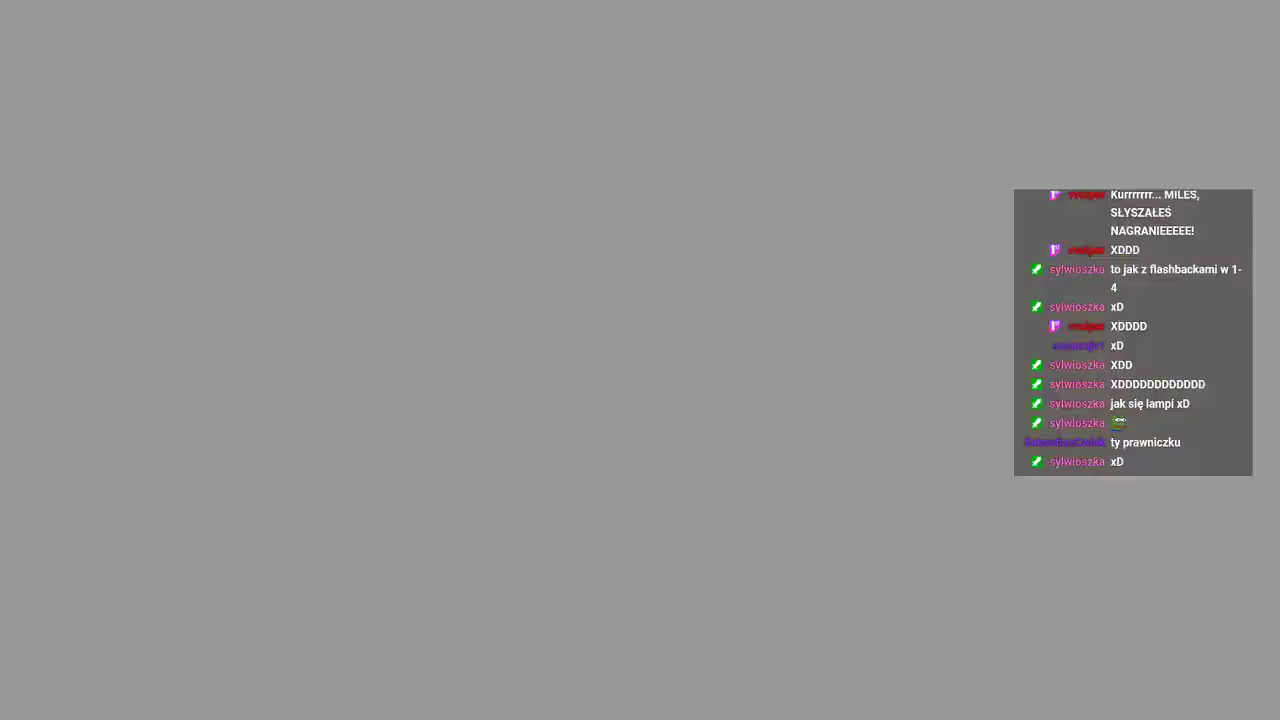 Kurrrrrrr... MILES,
SŁYSZAŁEŚ
NAGRANIEEEEE!
XDDD
sylwioszka to jak z flashbackami w 1-
4
sylwioszka xD
XDDDD
xD
sylwioszka XDD
sylwioszka XDDDDDDDDDDDD
sylwioszka jak się lampi xD
sylwioszka
ty prawniczku
sylwioszka xD